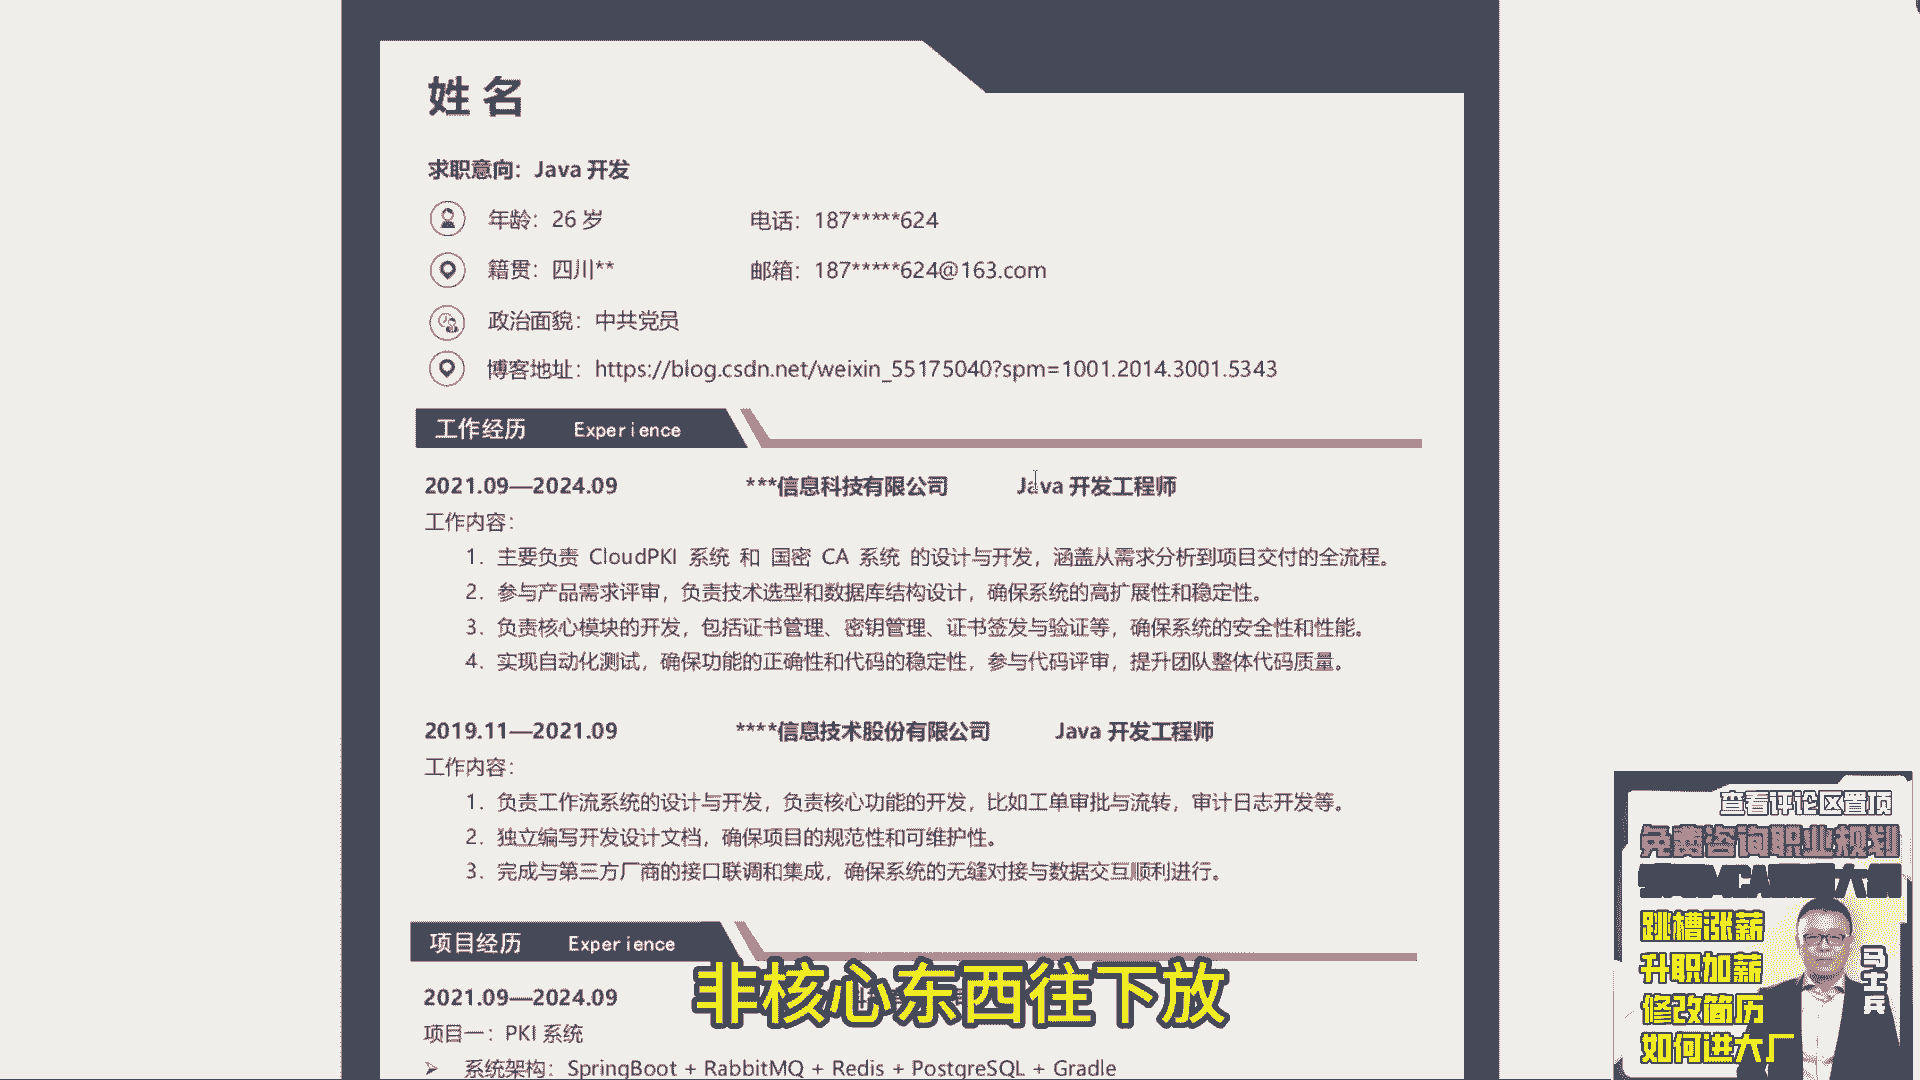 姓名
求职意向：Java 开发
年龄：26 岁 电话：187*****624
籍贯：四川** 邮箱：187*****624@163.com
政治面貌：中共党员
博客地址：https://blog.csdn.net/weixin_55175040?spm=1001.2014.3001.5343
工作经历 Experience
2021.09—2024.09 ***信息科技有限公司 Java 开发工程师
工作内容：
1. 主要负责 CloudPKI 系统 和 国密 CA 系统 的设计与开发，涵盖从需求分析到项目交付的全流程。
2. 参与产品需求评审，负责技术选型和数据库结构设计，确保系统的高扩展性和稳定性。
3. 负责核心模块的开发，包括证书管理、密钥管理、证书签发与验证等，确保系统的安全性和性能。
4. 实现自动化测试，确保功能的正确性和代码的稳定性，参与代码评审，提升团队整体代码质量。
2019.11—2021.09 ****信息技术股份有限公司 Java 开发工程师
工作内容：
1. 负责工作流系统的设计与开发，负责核心功能的开发，比如工单审批与流转，审计日志开发等。
2. 独立编写开发设计文档，确保项目的规范性和可维护性。
3. 完成与第三方厂商的接口联调和集成，确保系统的无缝对接与数据交互顺利进行。
项目经历 Experience
2021.09—2024.09
非核心东西往下放
项目一：PKI 系统
系统架构：SpringBoot + RabbitMQ + Redis + PostgreSQL + Gradle
查看评论区置顶
免费咨询职业规划
跳槽涨薪
升职加薪
修改简历
如何进大厂
马士兵